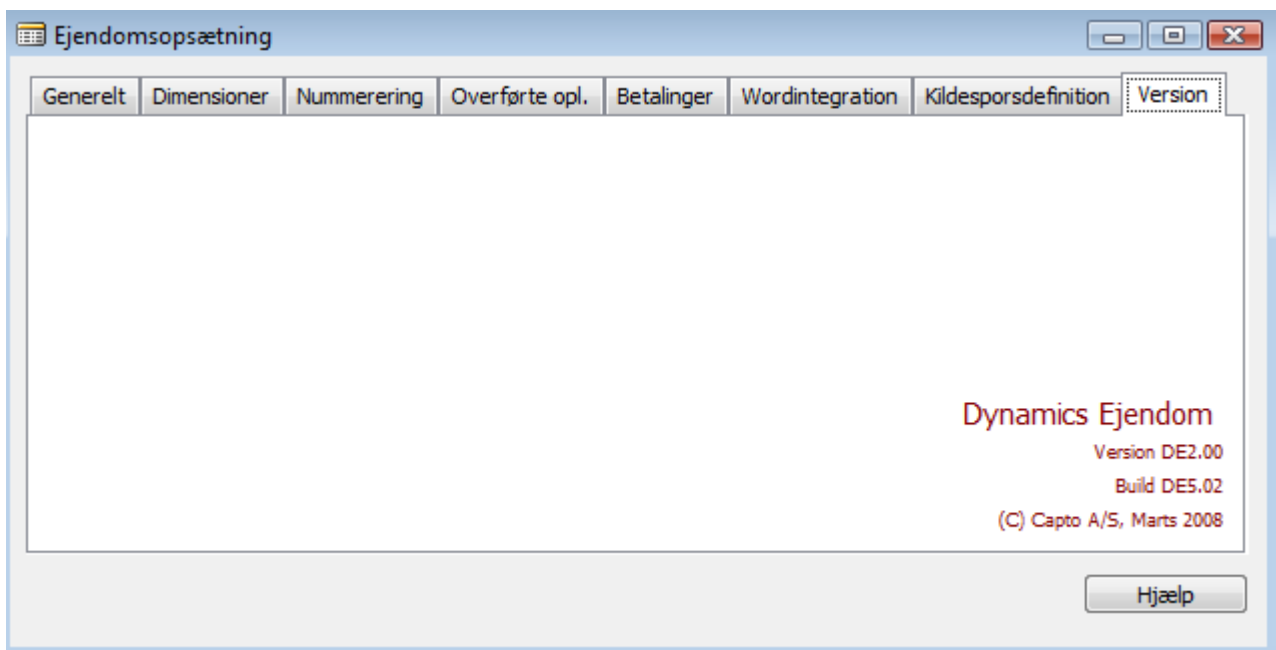 Ejendomsopsætning
Generelt Dimensioner Nummerering Overførte opl. Betalinger Wordintegration Kildesporsdefinition Version
Dynamics Ejendom
Version DE2.00
Build DE5.02
(C) Capto A/S, Marts 2008
Hjælp